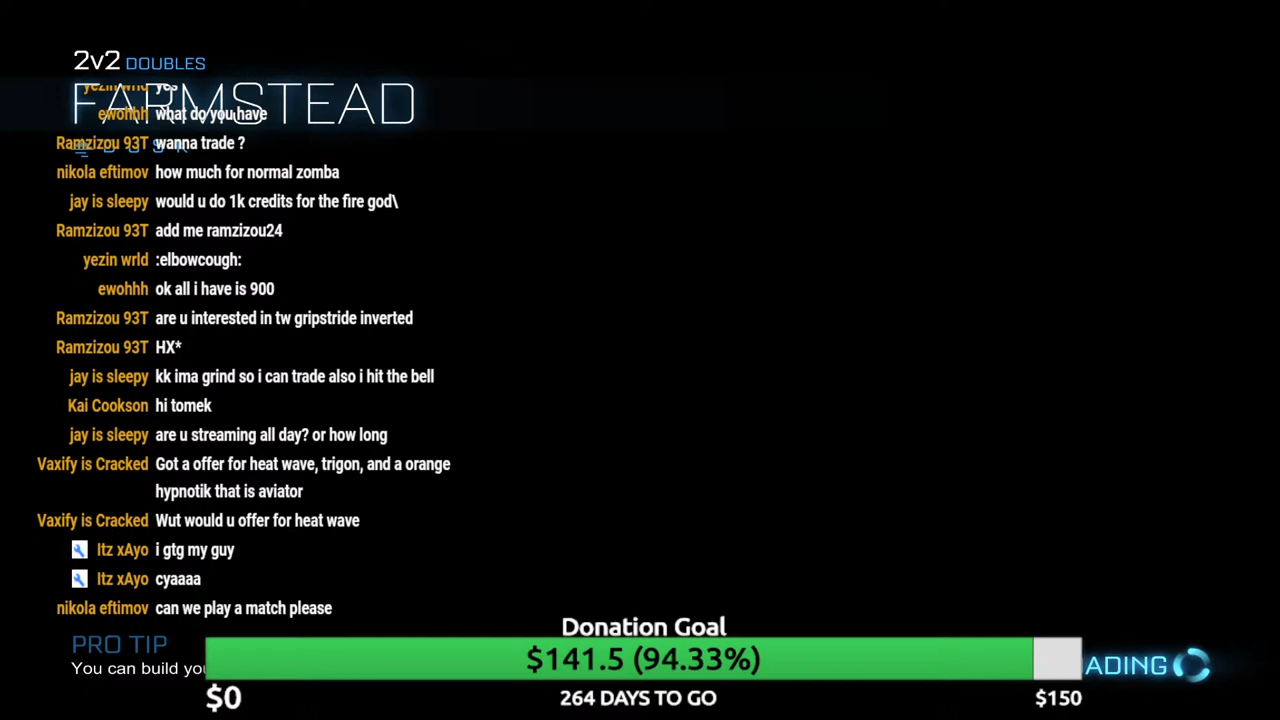 2v2 DOUBLES
FARMSTEAD
yezin wrld yes
ewohhh what do you have
Ramzizou 93T wanna trade ?
DUSK
nikola eftimov how much for normal zomba
jay is sleepy would u do 1k credits for the fire god\
Ramzizou 93T add me ramzizou24
yezin wrld :elbowcough:
ewohhh ok all i have is 900
Ramzizou 93T are u interested in tw gripstride inverted
Ramzizou 93T HX*
jay is sleepy kk ima grind so i can trade also i hit the bell
Kai Cookson hi tomek
jay is sleepy are u streaming all day? or how long
Vaxify is Cracked Got a offer for heat wave, trigon, and a orange
hypnotik that is aviator
Vaxify is Cracked Wut would u offer for heat wave
Itz xAyo i gtg my guy
Itz xAyo cyaaaa
nikola eftimov can we play a match please
Donation Goal
PRO TIP
You can build you
$141.5 (94.33%)
ADING
$0 264 DAYS TO GO $150